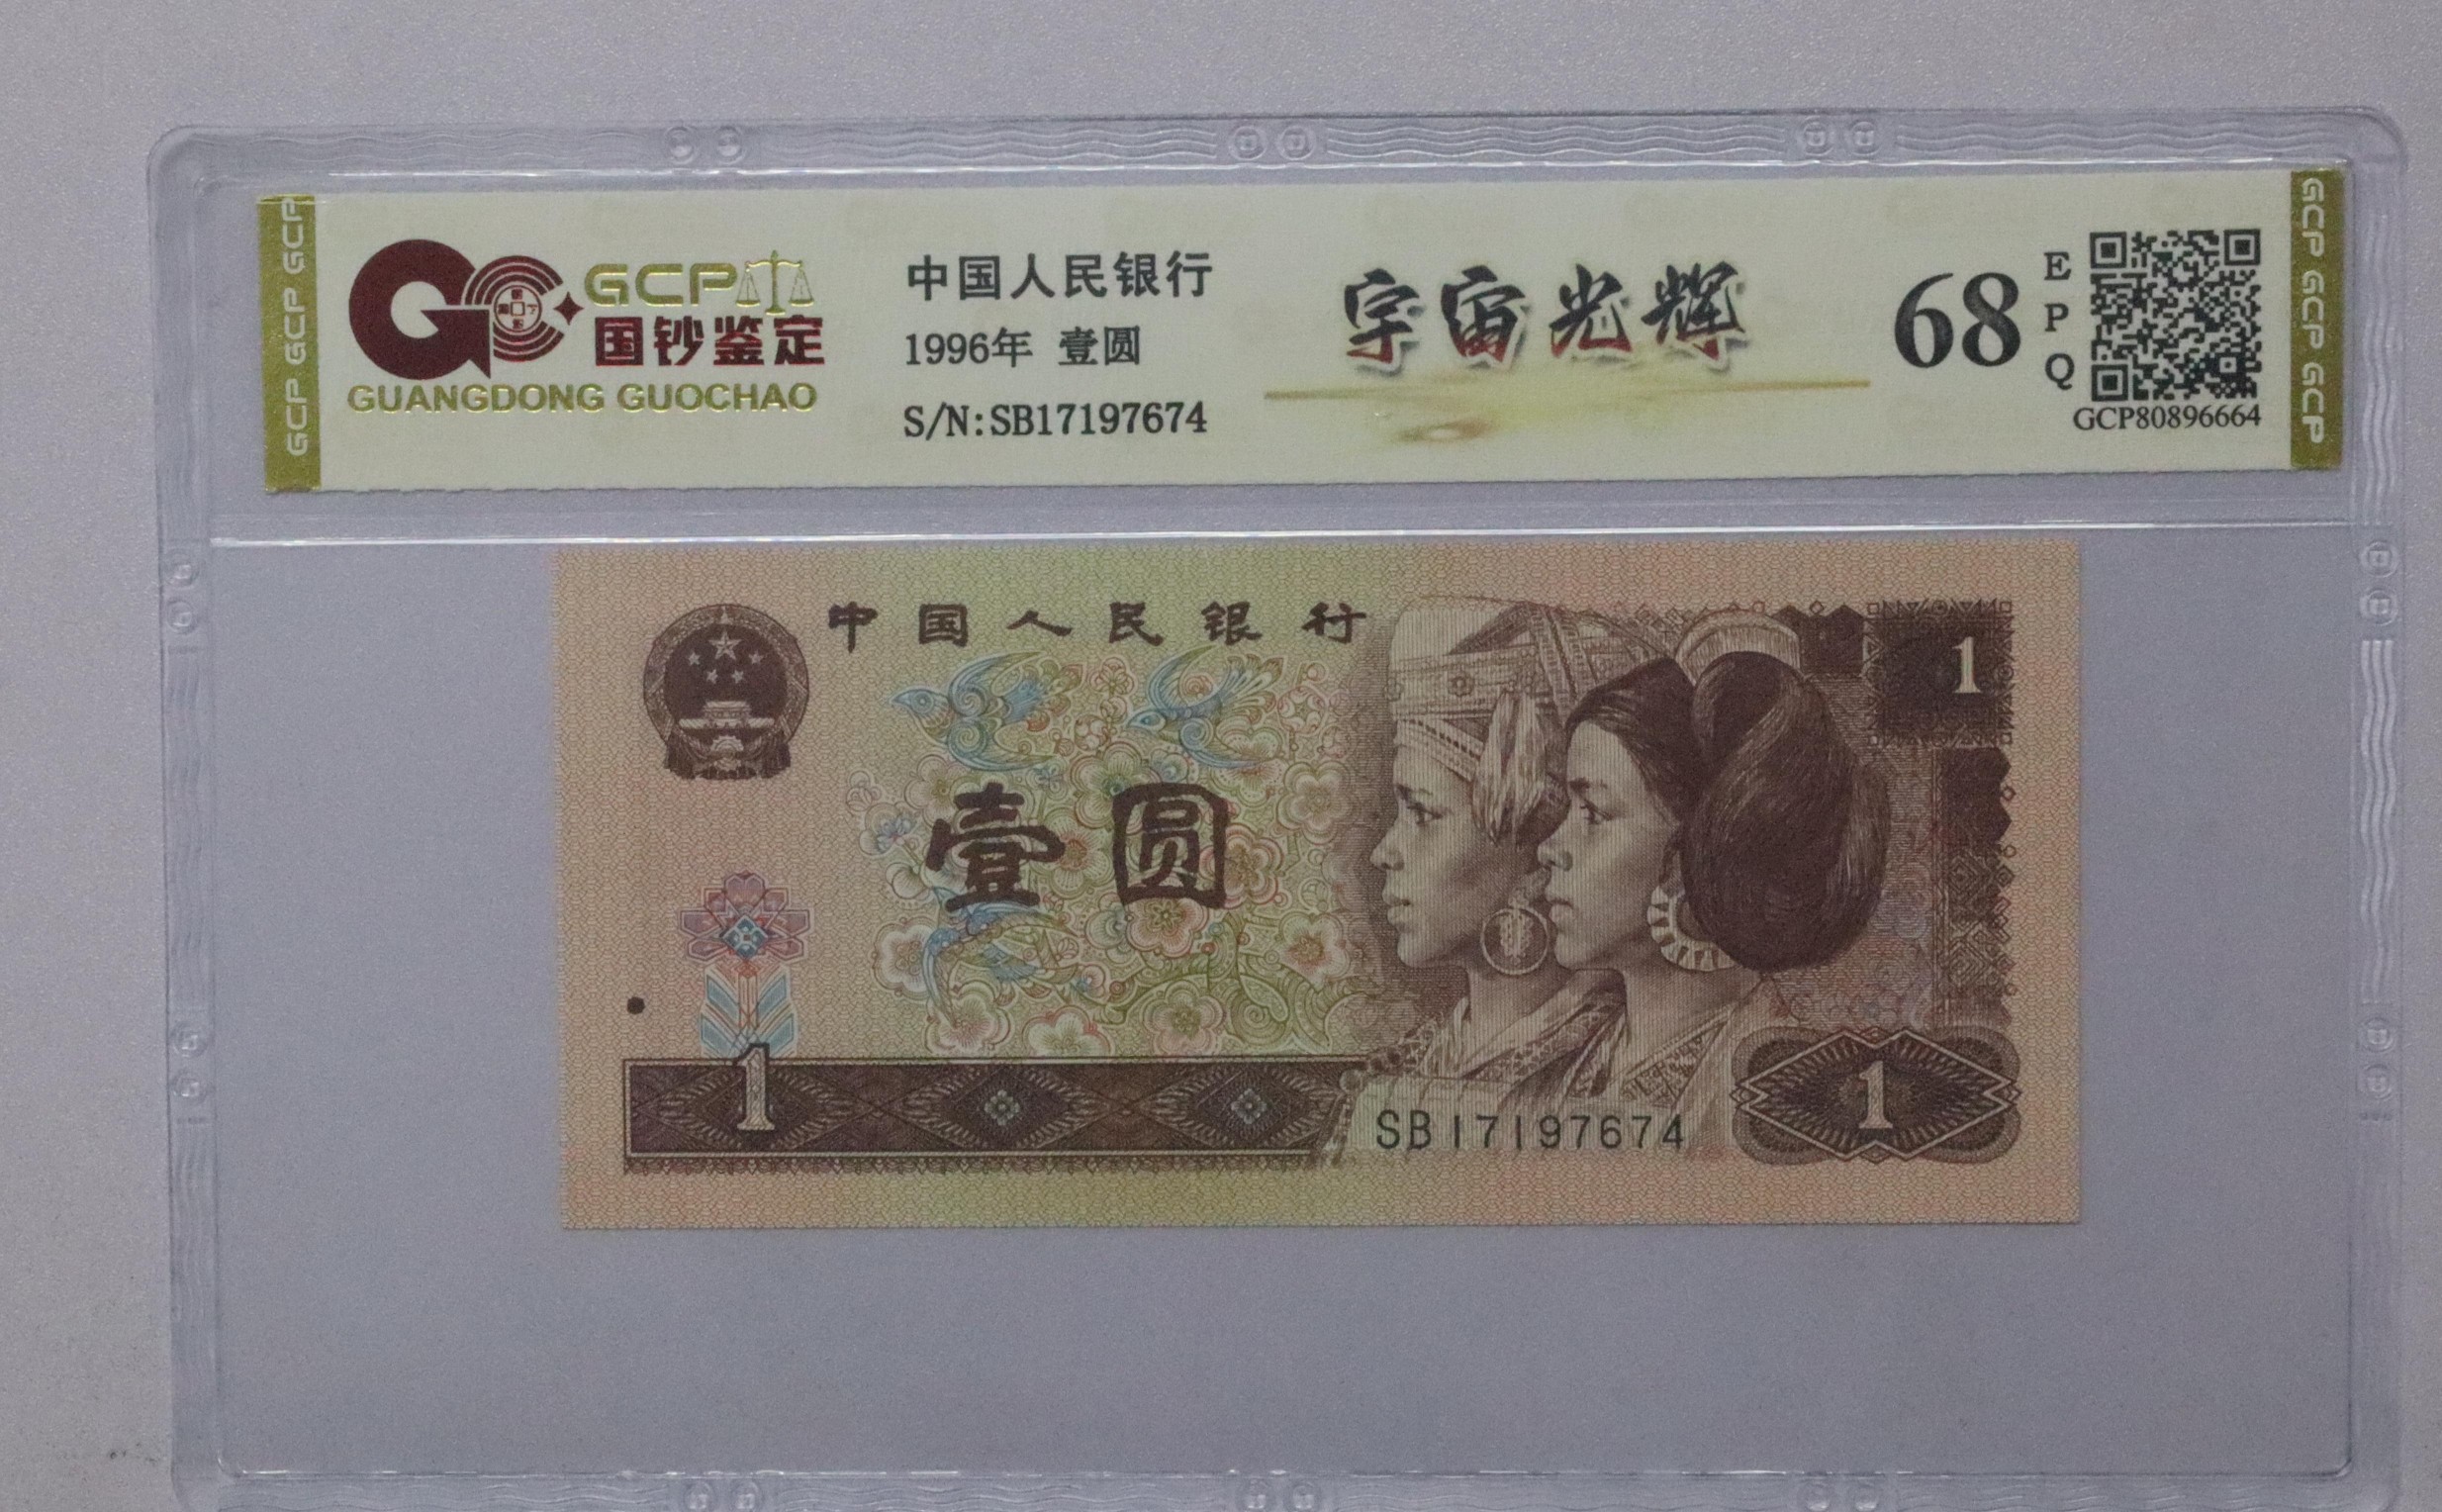 GCP GCP GCP
GCP
国钞鉴定
GUANGDONG GUOCHAO
中国人民银行
1996年 壹圆
S/N:SB17197674
宇宙光辉
68
EPQ
GCP80896664
GCP GCP GCP
中国人民银行
1
壹圆
1
SB17197674
1